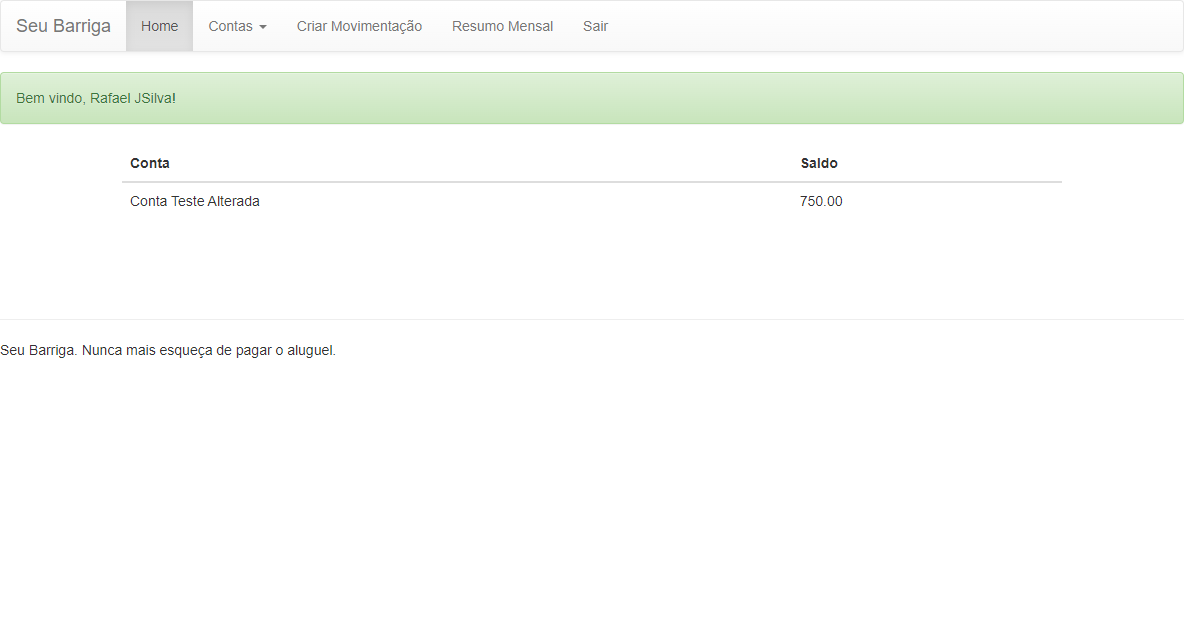 Seu Barriga Home Contas Criar Movimentação Resumo Mensal Sair
Bem vindo, Rafael JSilva!
Conta Saldo
Conta Teste Alterada 750.00
Seu Barriga. Nunca mais esqueça de pagar o aluguel.